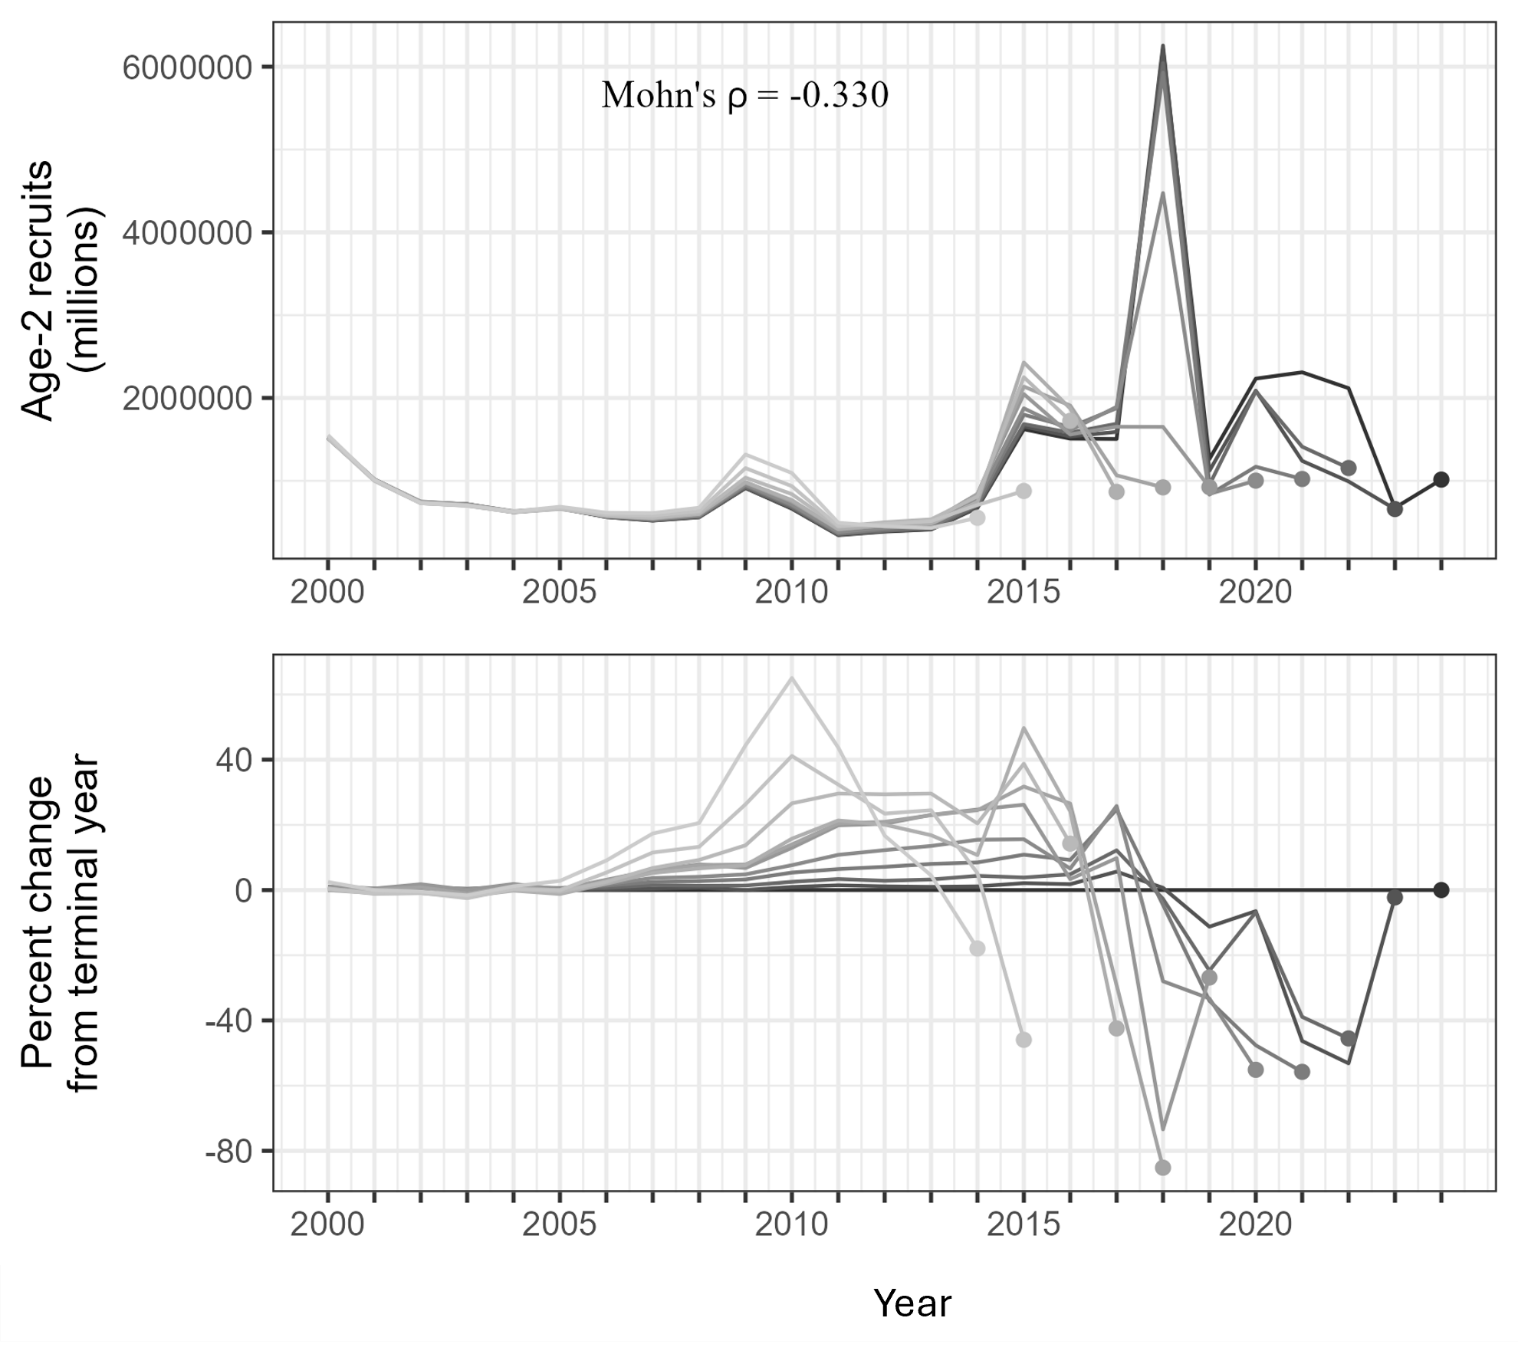 Age-2 recruits
(millions)
6000000
4000000
2000000
Mohn's ρ = -0.330
2000 2005 2010 2015 2020
Percent change
from terminal year
40
0
-40
-80
2000 2005 2010 2015 2020
Year